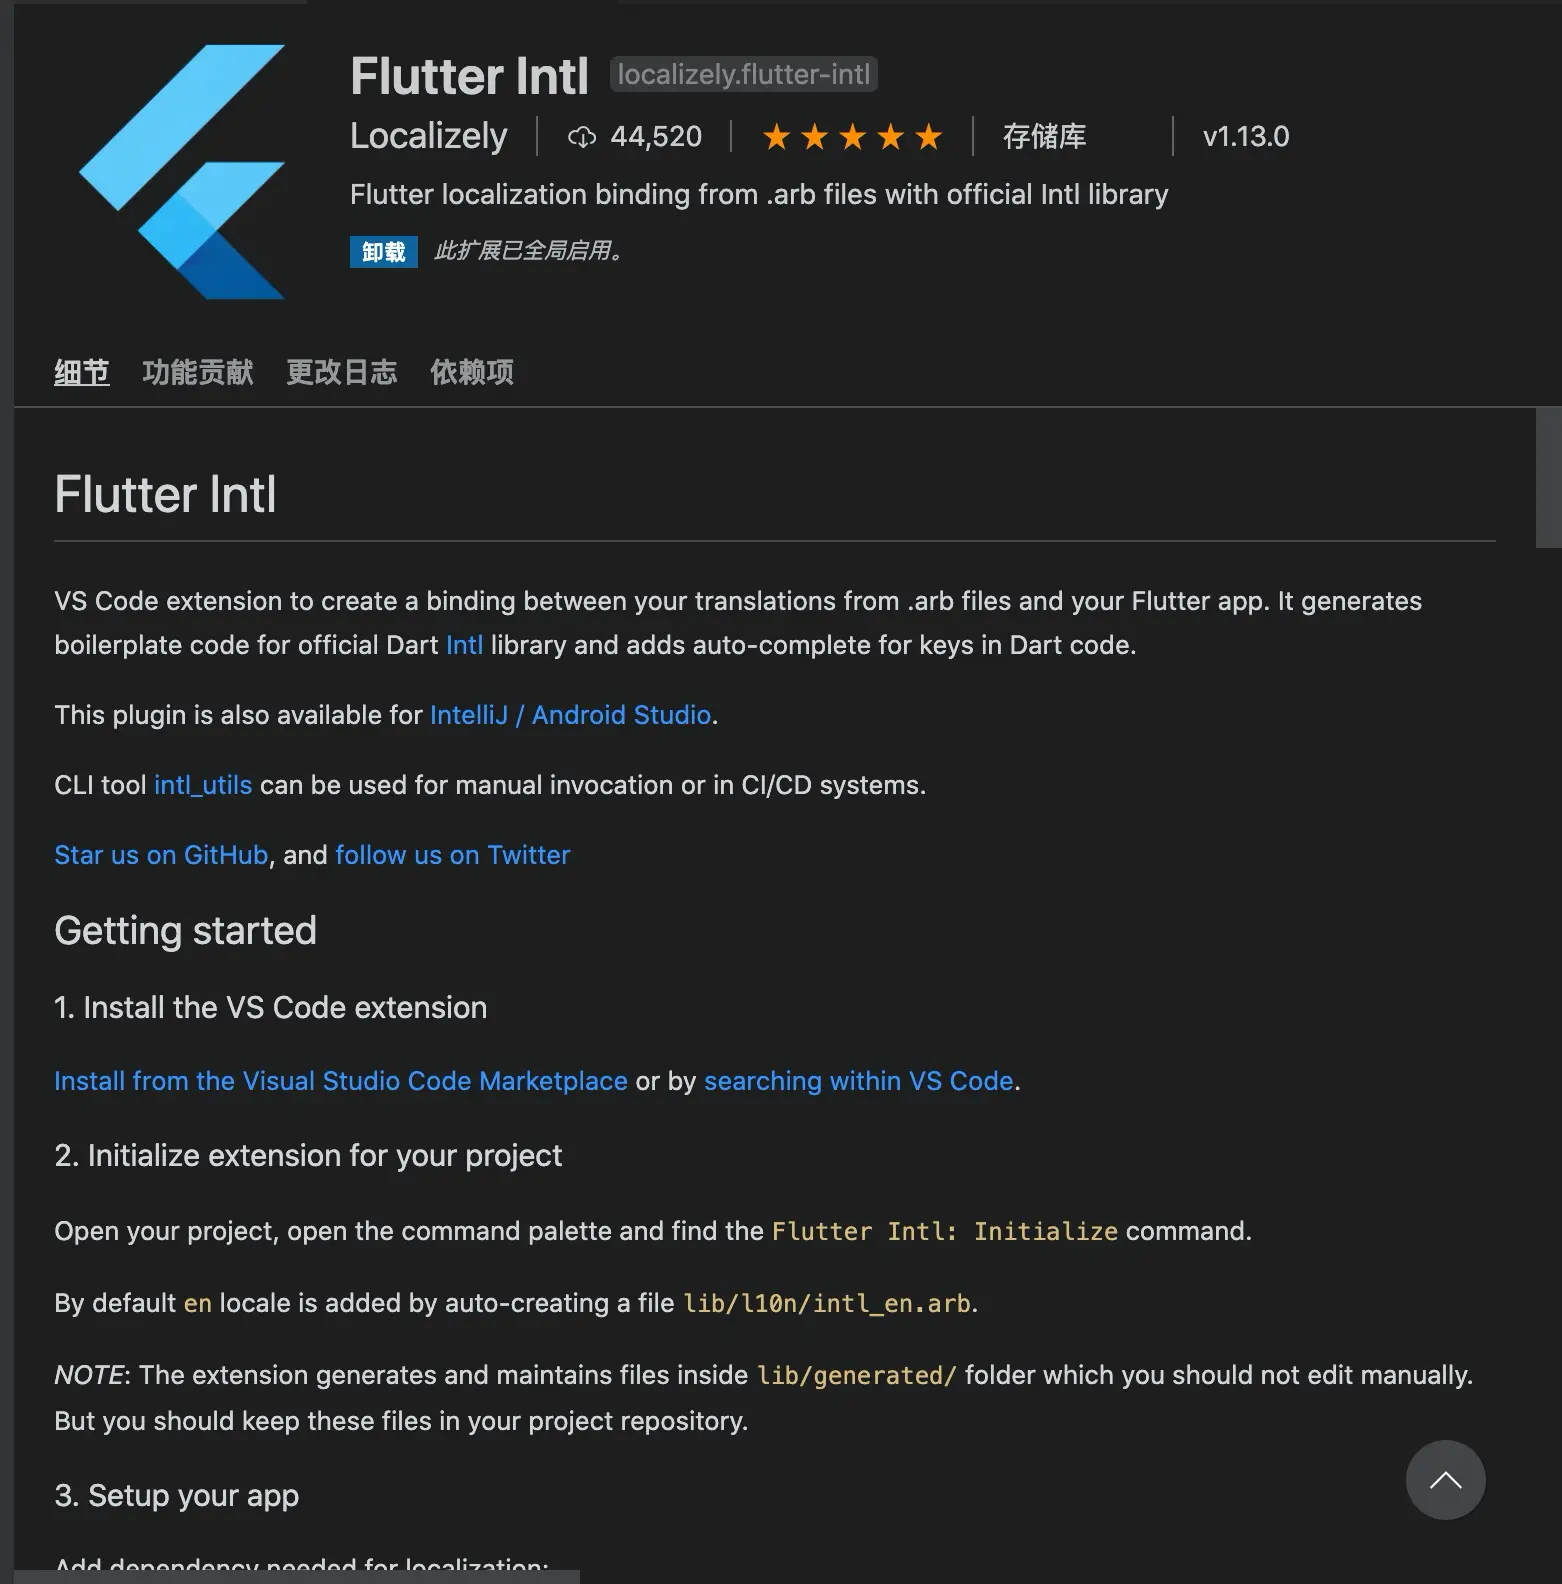 Flutter Intl localizely.flutter-intl
Localizely 44,520 存储库 v1.13.0
Flutter localization binding from .arb files with official Intl library
卸载 此扩展已全局启用。
细节 功能贡献 更改日志 依赖项
Flutter Intl
VS Code extension to create a binding between your translations from .arb files and your Flutter app. It generates
boilerplate code for official Dart Intl library and adds auto-complete for keys in Dart code.
This plugin is also available for IntelliJ / Android Studio.
CLI tool intl_utils can be used for manual invocation or in CI/CD systems.
Star us on GitHub, and follow us on Twitter
Getting started
1. Install the VS Code extension
Install from the Visual Studio Code Marketplace or by searching within VS Code.
2. Initialize extension for your project
Open your project, open the command palette and find the Flutter Intl: Initialize command.
By default en locale is added by auto-creating a file lib/l10n/intl_en.arb.
NOTE: The extension generates and maintains files inside lib/generated/ folder which you should not edit manually.
But you should keep these files in your project repository.
3. Setup your app
Add dependency needed for localization: